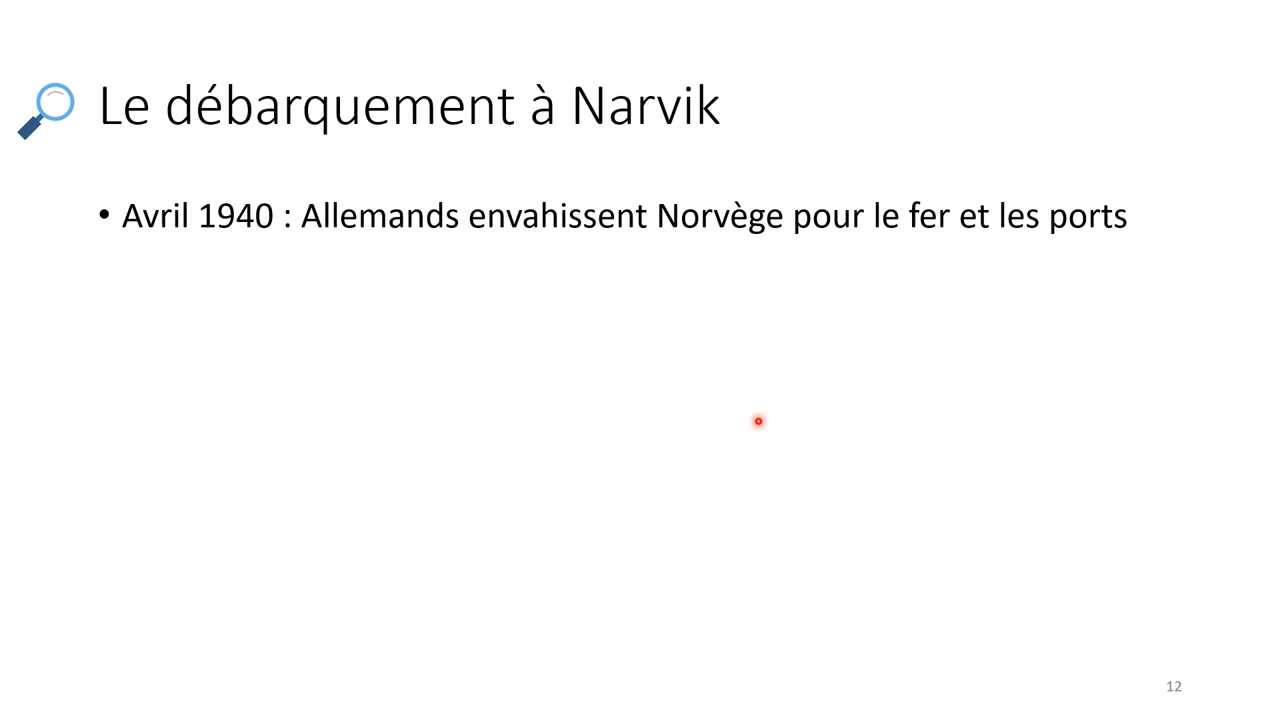 Le débarquement à Narvik
• Avril 1940 : Allemands envahissent Norvège pour le fer et les ports
12